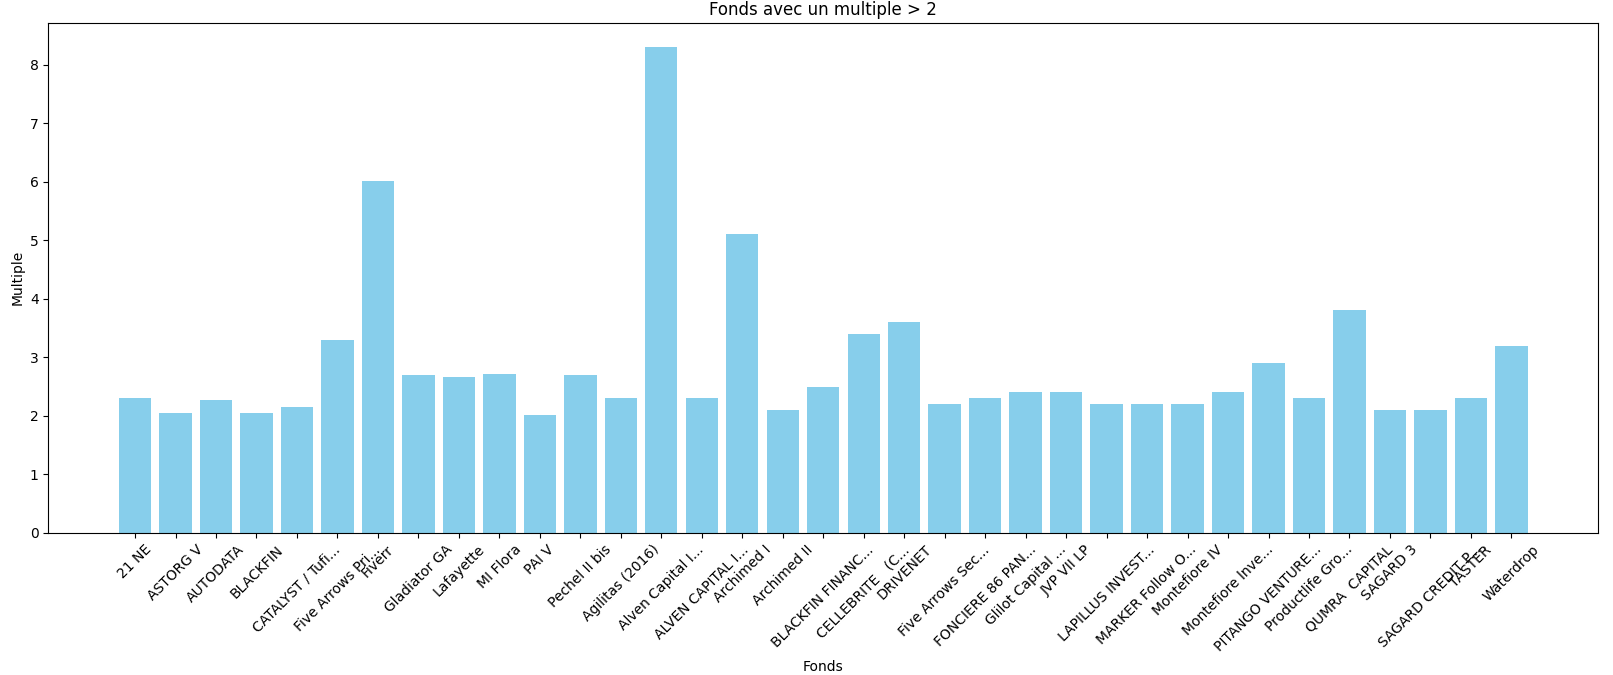 Fonds avec un multiple > 2
Multiple
8
7
6
5
4
3
2
1
0
21 NE
ASTORG V
AUTODATA
BLACKFIN
CATALYST / Tufi...
Five Arrows Pri...
Fiverr
Gladiator GA
Lafayette
MI Flora
PAI V
Pechel II bis
Agilitas (2016)
Alven Capital I...
ALVEN CAPITAL I...
Archimed I
Archimed II
BLACKFIN FINANC...
CELLEBRITE  (C...
DRIVENET
Five Arrows Sec...
FONCIERE 86 PAN...
Glilot Capital ...
JVP VII LP
LAPILLUS INVEST...
MARKER Follow O...
Montefiore IV
Montefiore Inve...
PITANGO VENTURE...
Productlife Gro...
QUMRA  CAPITAL
SAGARD 3
SAGARD CREDIT P...
TASTER
Waterdrop
Fonds